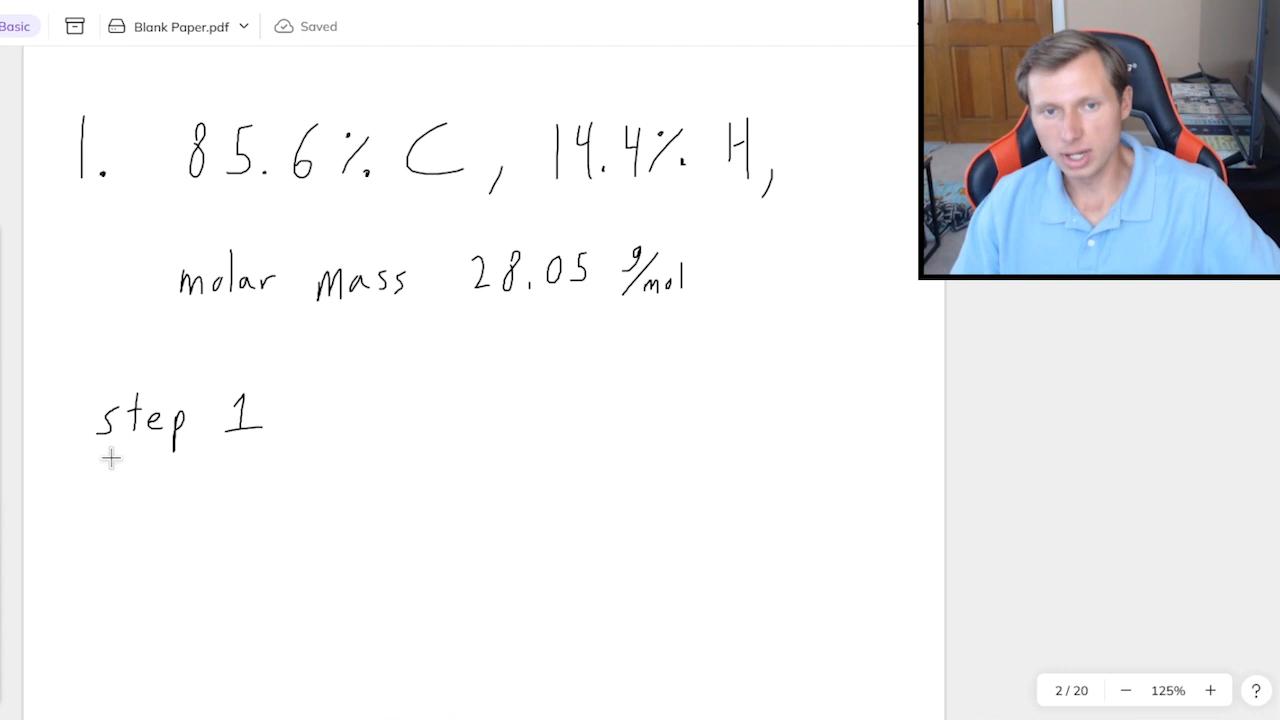 Basic Blank Paper.pdf Saved
1. 85.6% C, 14.4% H,
molar mass 28.05 g/mol
step 1
2 / 20 − 125% + ?